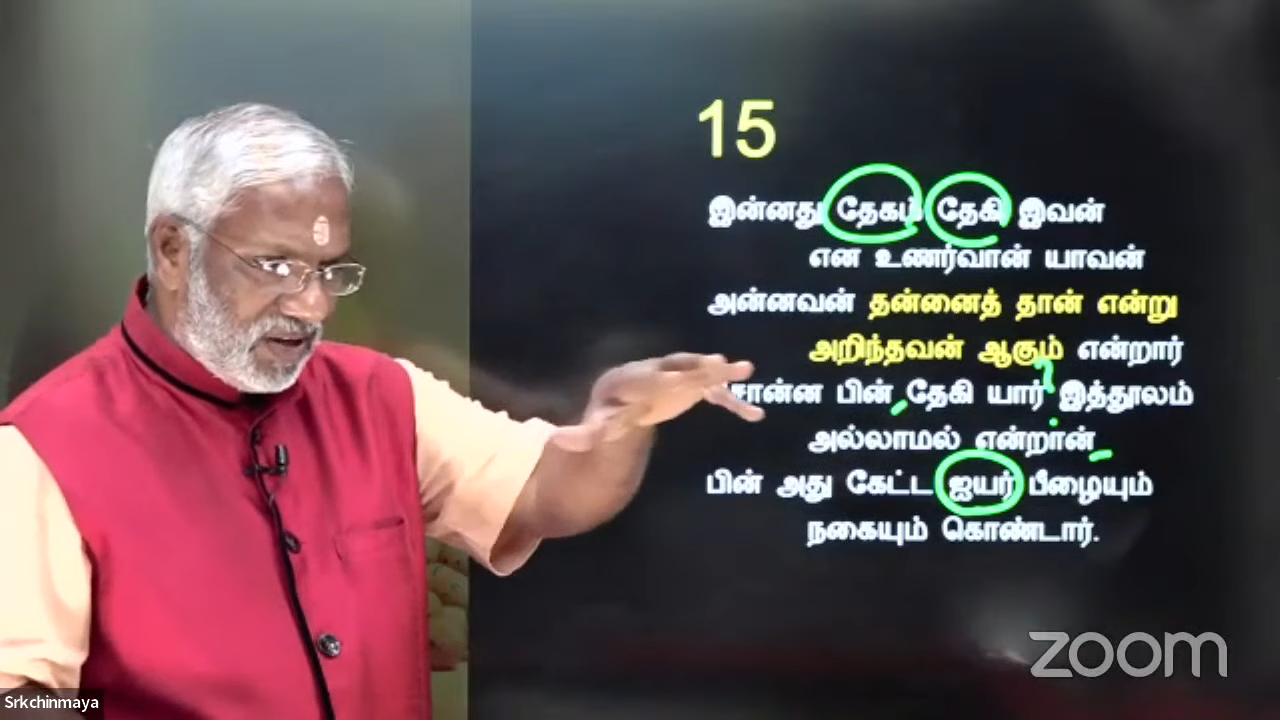 15
இன்னது தேகம் தேகி இவன்
என உணர்வான் யாவன்
அன்னவன் தன்னைத் தான் என்று
அறிந்தவன் ஆகும் என்றார்
பின் தேகி யார்? இத்தூலம்
அல்லாமல் என்றான்
பின் அது கேட்ட ஐயர் பீழையும்
நகையும் கொண்டார்.
zoom
Srkchinmaya